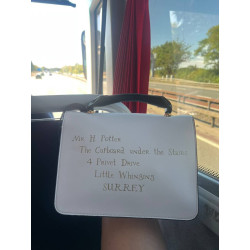 Mr. H Potter
The Cupboard under the Stairs
4 Privet Drive
Little Whinging
SURREY